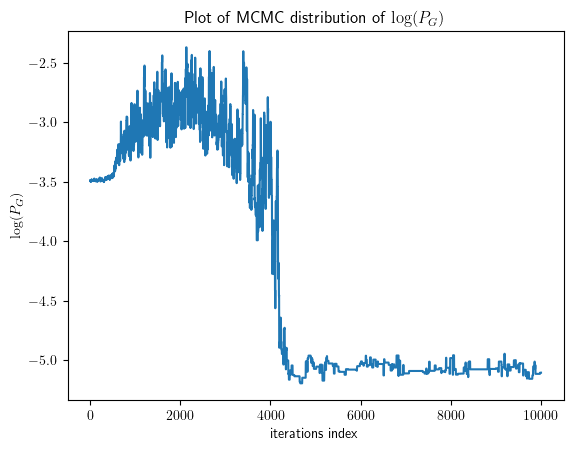 Plot of MCMC distribution of log(P_G)
log(P_G)
−2.5
−3.0
−3.5
−4.0
−4.5
−5.0
0 2000 4000 6000 8000 10000
iterations index